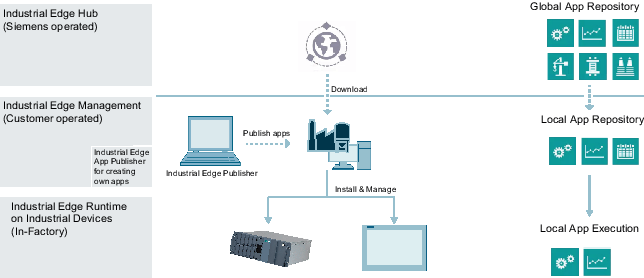 Industrial Edge Hub
(Siemens operated)
Global App Repository
Download
Industrial Edge Management
(Customer operated)
Local App Repository
Publish apps
Industrial Edge
App Publisher
for creating
own apps
Industrial Edge Publisher
Install & Manage
Industrial Edge Runtime
on Industrial Devices
(In-Factory)
Local App Execution